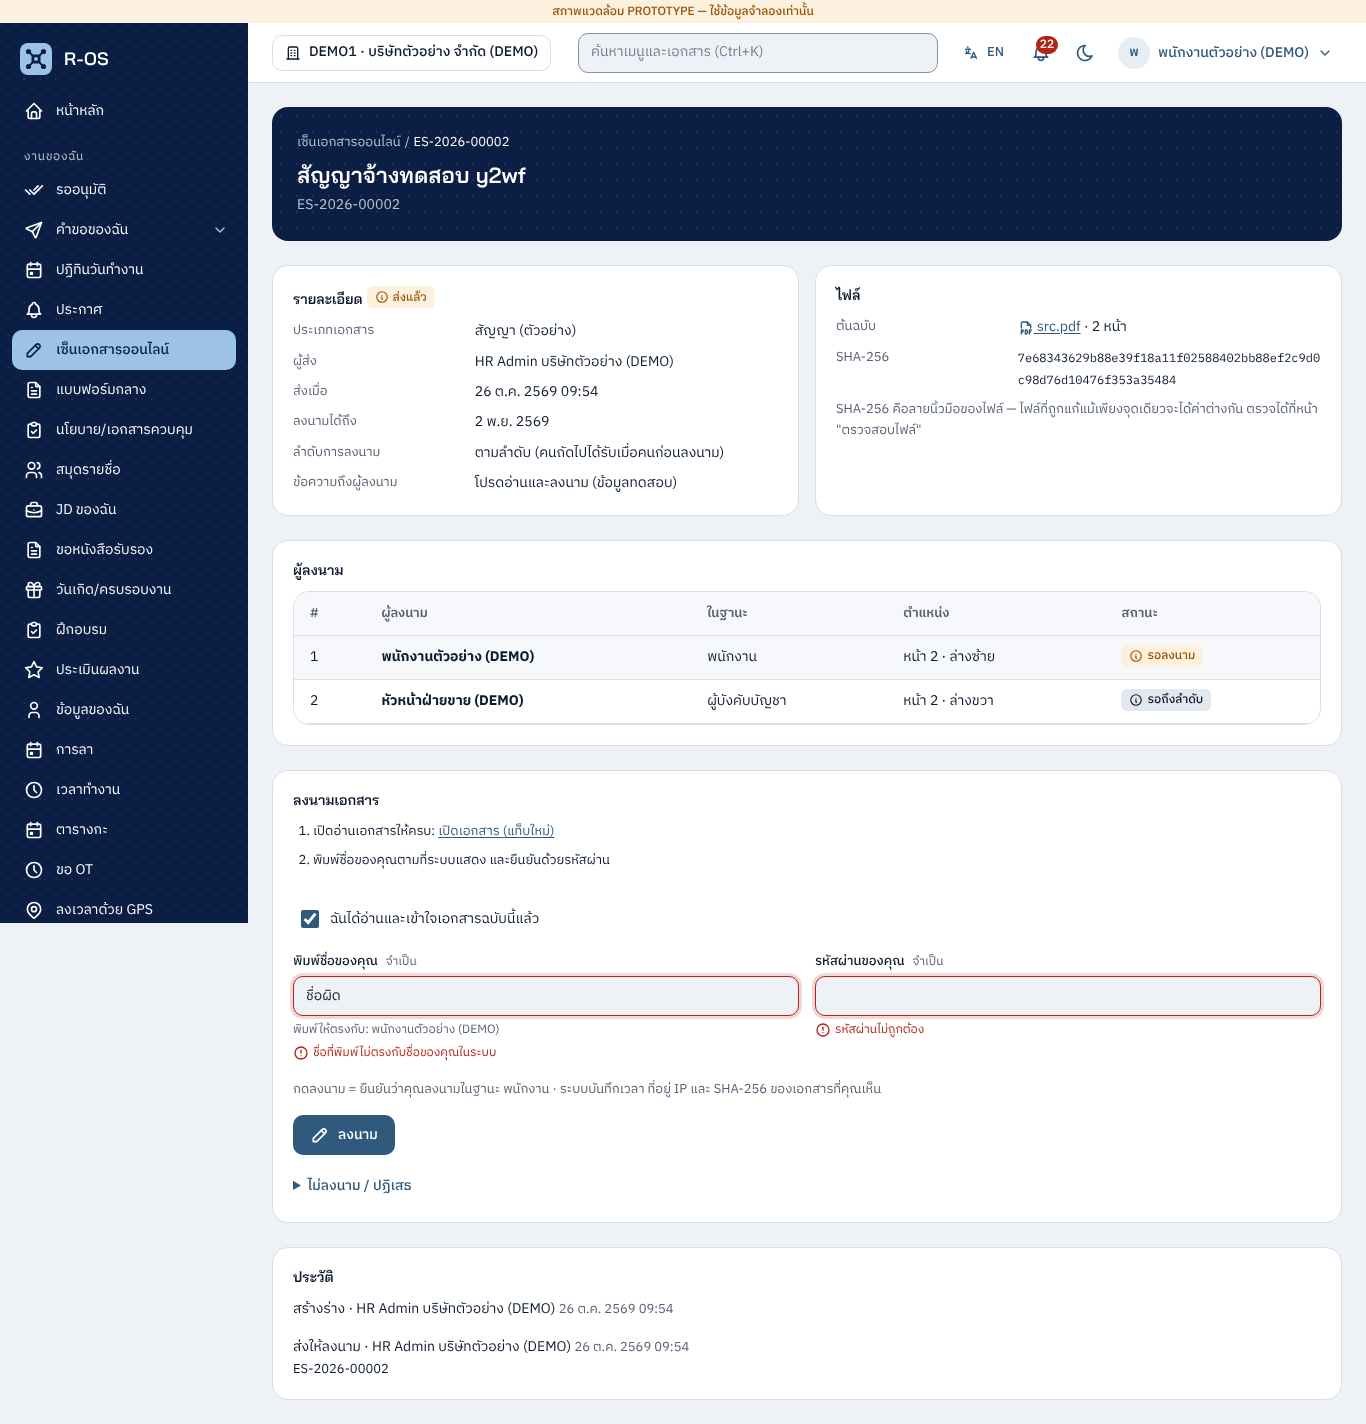 สภาพแวดล้อม PROTOTYPE — ใช้ข้อมูลจำลองเท่านั้น
R-OS
DEMO1 · บริษัทตัวอย่าง จำกัด (DEMO)
ค้นหาเมนูและเอกสาร (Ctrl+K)
EN
22
พ
พนักงานตัวอย่าง (DEMO)
หน้าหลัก
งานของฉัน
รออนุมัติ
คำขอของฉัน
ปฏิทินวันทำงาน
ประกาศ
เซ็นเอกสารออนไลน์
แบบฟอร์มกลาง
นโยบาย/เอกสารควบคุม
สมุดรายชื่อ
JD ของฉัน
ขอหนังสือรับรอง
วันเกิด/ครบรอบงาน
ฝึกอบรม
ประเมินผลงาน
ข้อมูลของฉัน
การลา
เวลาทำงาน
ตารางกะ
ขอ OT
ลงเวลาด้วย GPS
เซ็นเอกสารออนไลน์ / ES-2026-00002
สัญญาจ้างทดสอบ y2wf
ES-2026-00002
รายละเอียด ส่งแล้ว
ประเภทเอกสาร สัญญา (ตัวอย่าง)
ผู้ส่ง HR Admin บริษัทตัวอย่าง (DEMO)
ส่งเมื่อ 26 ต.ค. 2569 09:54
ลงนามได้ถึง 2 พ.ย. 2569
ลำดับการลงนาม ตามลำดับ (คนถัดไปได้รับเมื่อคนก่อนลงนาม)
ข้อความถึงผู้ลงนาม โปรดอ่านและลงนาม (ข้อมูลทดสอบ)
ไฟล์
ต้นฉบับ src.pdf · 2 หน้า
SHA-256 7e68343629b88e39f18a11f02588402bb88ef2c9d0
c98d76d10476f353a35484
SHA-256 คือลายนิ้วมือของไฟล์ — ไฟล์ที่ถูกแก้แม้เพียงจุดเดียวจะได้ค่าต่างกัน ตรวจได้ที่หน้า
"ตรวจสอบไฟล์"
ผู้ลงนาม
# ผู้ลงนาม ในฐานะ ตำแหน่ง สถานะ
1 พนักงานตัวอย่าง (DEMO) พนักงาน หน้า 2 · ล่างซ้าย รอลงนาม
2 หัวหน้าฝ่ายขาย (DEMO) ผู้บังคับบัญชา หน้า 2 · ล่างขวา รอถึงลำดับ
ลงนามเอกสาร
1. เปิดอ่านเอกสารให้ครบ: เปิดเอกสาร (แท็บใหม่)
2. พิมพ์ชื่อของคุณตามที่ระบบแสดง และยืนยันด้วยรหัสผ่าน
ฉันได้อ่านและเข้าใจเอกสารฉบับนี้แล้ว
พิมพ์ชื่อของคุณ จำเป็น
ชื่อผิด
พิมพ์ให้ตรงกับ: พนักงานตัวอย่าง (DEMO)
ชื่อที่พิมพ์ไม่ตรงกับชื่อของคุณในระบบ
รหัสผ่านของคุณ จำเป็น
รหัสผ่านไม่ถูกต้อง
กดลงนาม = ยืนยันว่าคุณลงนามในฐานะ พนักงาน · ระบบบันทึกเวลา ที่อยู่ IP และ SHA-256 ของเอกสารที่คุณเห็น
ลงนาม
ไม่ลงนาม / ปฏิเสธ
ประวัติ
สร้างร่าง · HR Admin บริษัทตัวอย่าง (DEMO) 26 ต.ค. 2569 09:54
ส่งให้ลงนาม · HR Admin บริษัทตัวอย่าง (DEMO) 26 ต.ค. 2569 09:54
ES-2026-00002